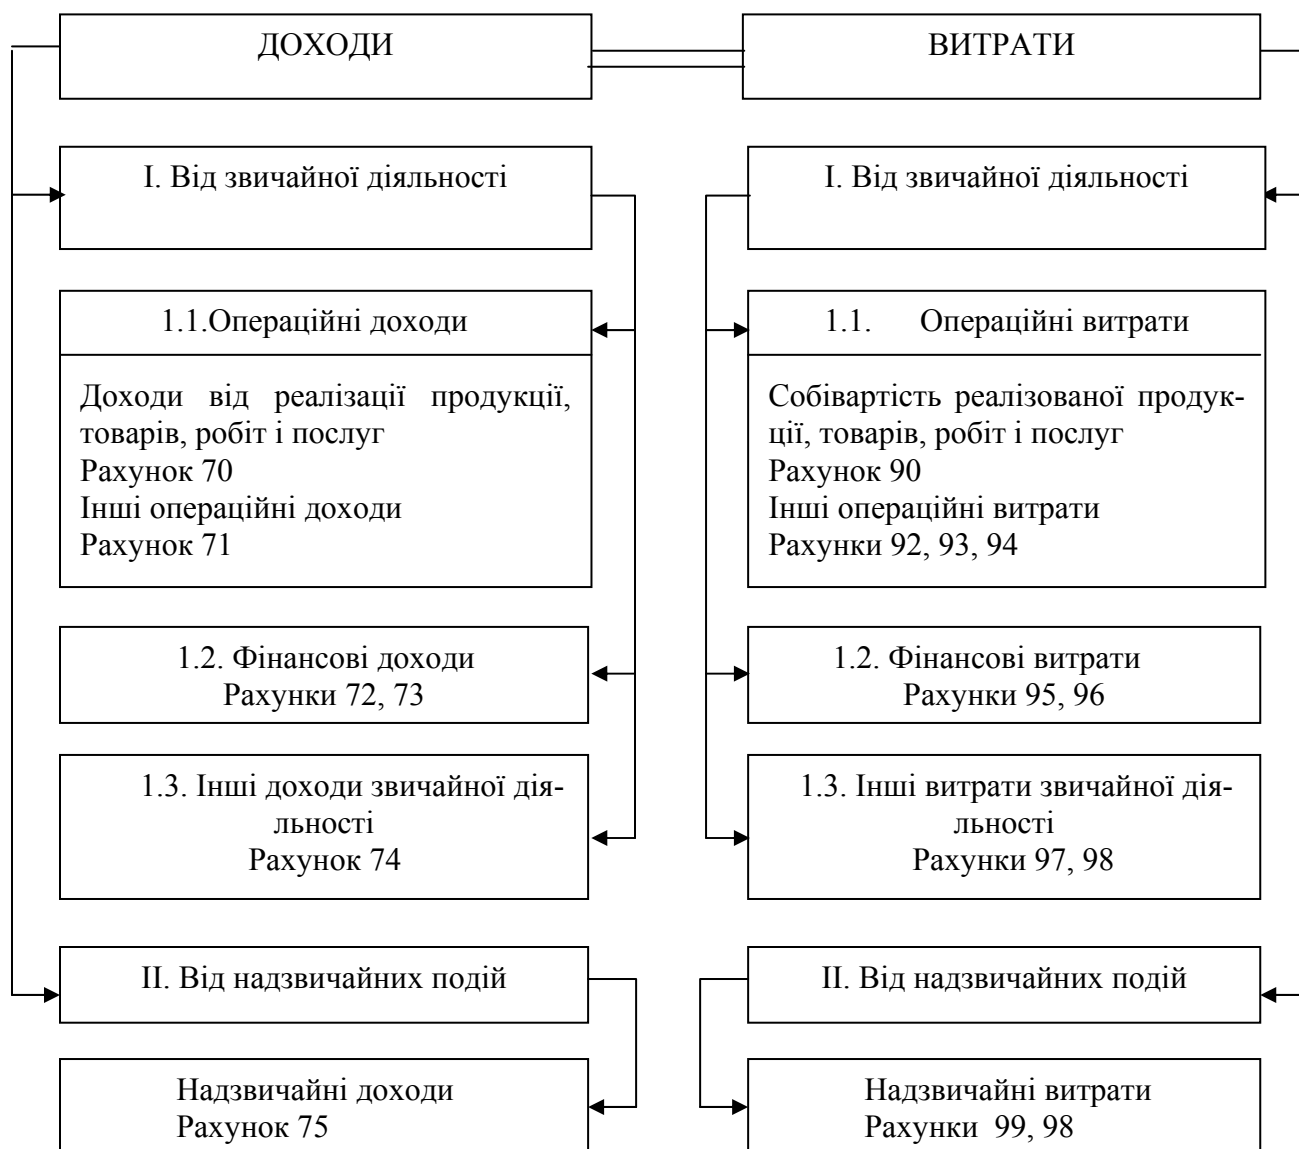 ДОХОДИ
ВИТРАТИ
І. Від звичайної діяльності
І. Від звичайної діяльності
1.1.Операційні доходи
1.1. Операційні витрати
Доходи від реалізації продукції,
товарів, робіт і послуг
Рахунок 70
Інші операційні доходи
Рахунок 71
Собівартість реалізованої продук-
ції, товарів, робіт і послуг
Рахунок 90
Інші операційні витрати
Рахунки 92, 93, 94
1.2. Фінансові доходи
Рахунки 72, 73
1.2. Фінансові витрати
Рахунки 95, 96
1.3. Інші доходи звичайної дія-
льності
Рахунок 74
1.3. Інші витрати звичайної дія-
льності
Рахунки 97, 98
ІІ. Від надзвичайних подій
ІІ. Від надзвичайних подій
Надзвичайні доходи
Рахунок 75
Надзвичайні витрати
Рахунки 99, 98